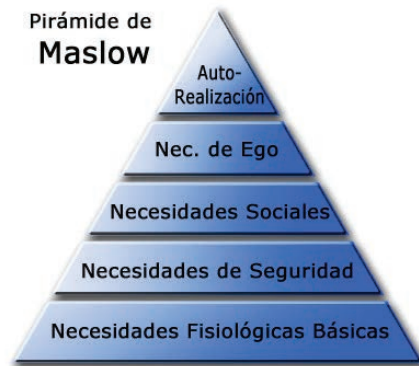 Pirámide de
Maslow
Auto-
Realización
Nec. de Ego
Necesidades Sociales
Necesidades de Seguridad
Necesidades Fisiológicas Básicas